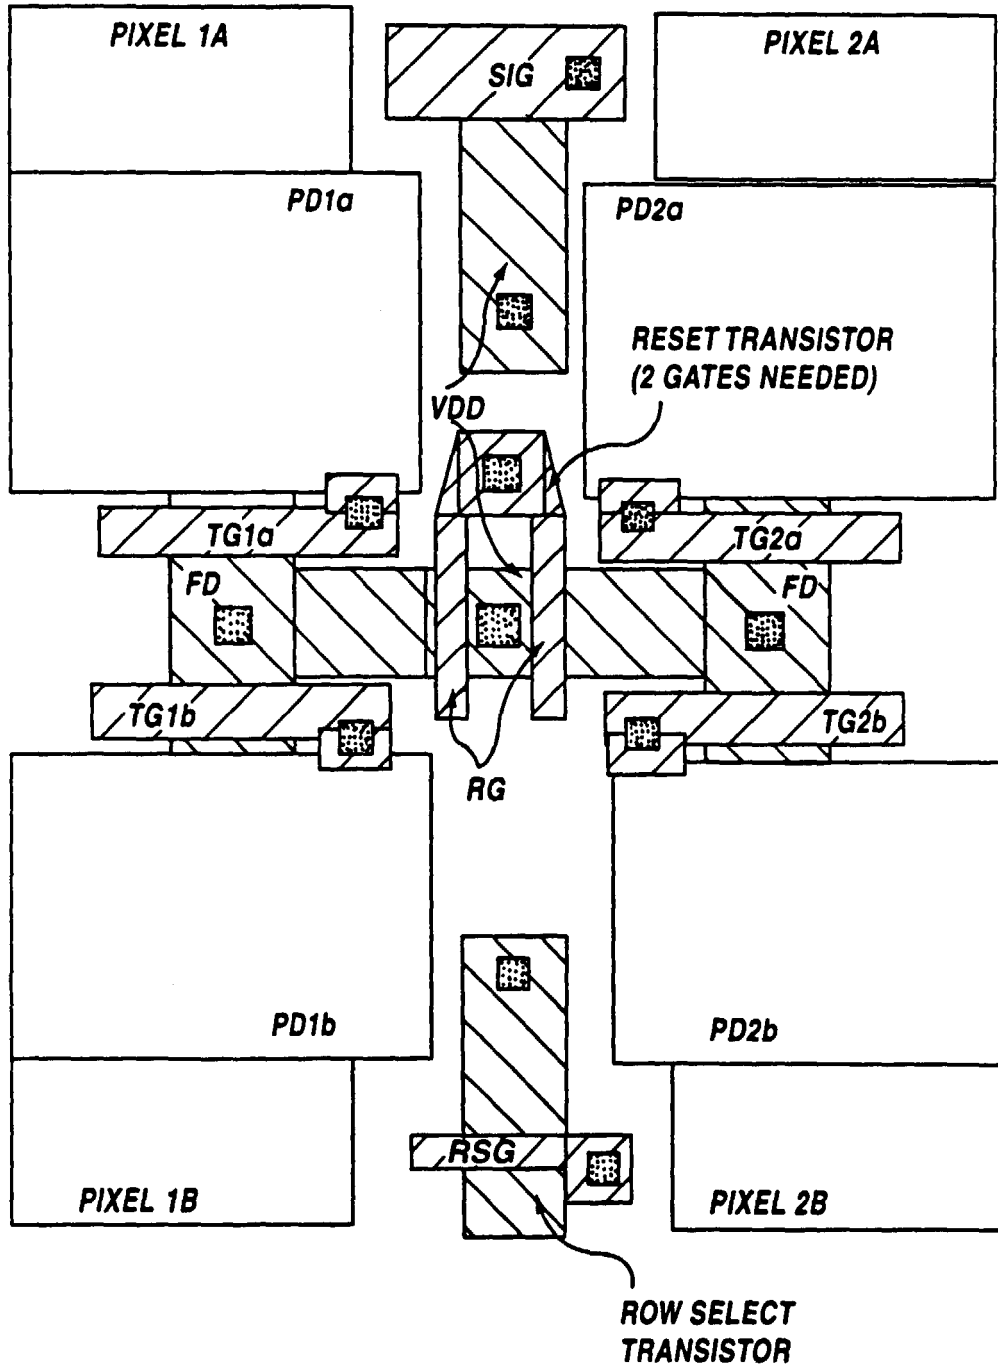 PIXEL 1A
SIG
PIXEL 2A
PD1a
PD2a
RESET TRANSISTOR
(2 GATES NEEDED)
VDD
TG1a
TG2a
FD
FD
TG1b
TG2b
RG
PD1b
PD2b
RSG
PIXEL 1B
PIXEL 2B
ROW SELECT
TRANSISTOR